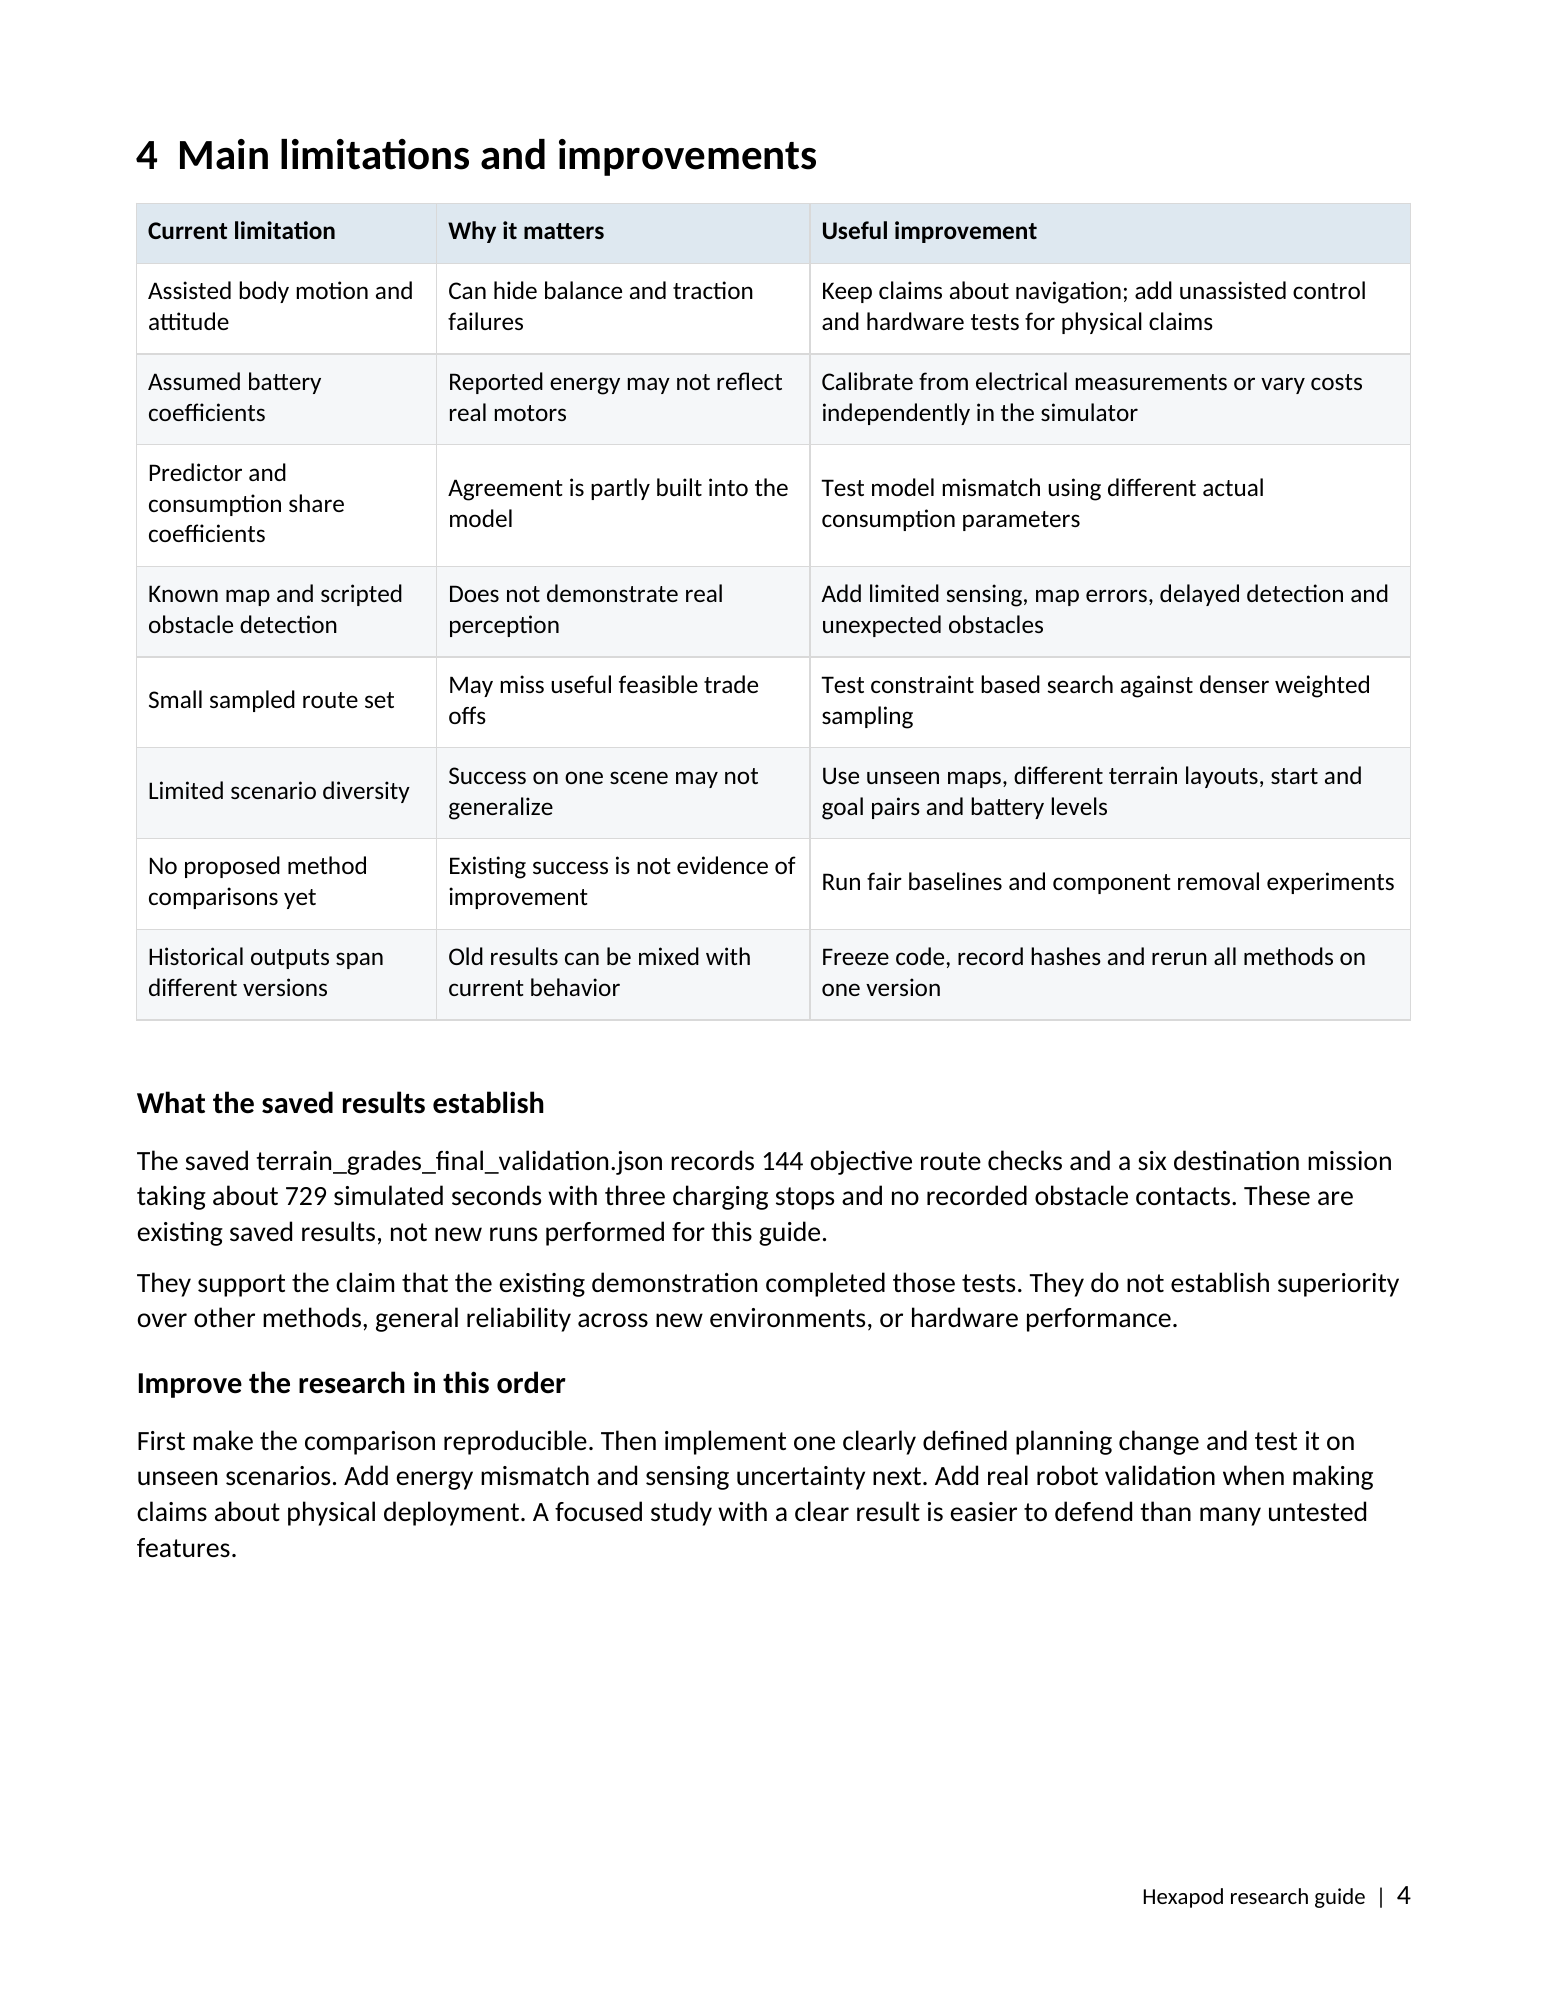 4 Main limitations and improvements
Current limitation
Why it matters
Useful improvement
Assisted body motion and
attitude
Can hide balance and traction
failures
Keep claims about navigation; add unassisted control
and hardware tests for physical claims
Assumed battery
coefficients
Reported energy may not reflect
real motors
Calibrate from electrical measurements or vary costs
independently in the simulator
Predictor and
consumption share
coefficients
Agreement is partly built into the
model
Test model mismatch using different actual
consumption parameters
Known map and scripted
obstacle detection
Does not demonstrate real
perception
Add limited sensing, map errors, delayed detection and
unexpected obstacles
Small sampled route set
May miss useful feasible trade
offs
Test constraint based search against denser weighted
sampling
Limited scenario diversity
Success on one scene may not
generalize
Use unseen maps, different terrain layouts, start and
goal pairs and battery levels
No proposed method
comparisons yet
Existing success is not evidence of
improvement
Run fair baselines and component removal experiments
Historical outputs span
different versions
Old results can be mixed with
current behavior
Freeze code, record hashes and rerun all methods on
one version
What the saved results establish
The saved terrain_grades_final_validation.json records 144 objective route checks and a six destination mission
taking about 729 simulated seconds with three charging stops and no recorded obstacle contacts. These are
existing saved results, not new runs performed for this guide.
They support the claim that the existing demonstration completed those tests. They do not establish superiority
over other methods, general reliability across new environments, or hardware performance.
Improve the research in this order
First make the comparison reproducible. Then implement one clearly defined planning change and test it on
unseen scenarios. Add energy mismatch and sensing uncertainty next. Add real robot validation when making
claims about physical deployment. A focused study with a clear result is easier to defend than many untested
features.
Hexapod research guide | 4